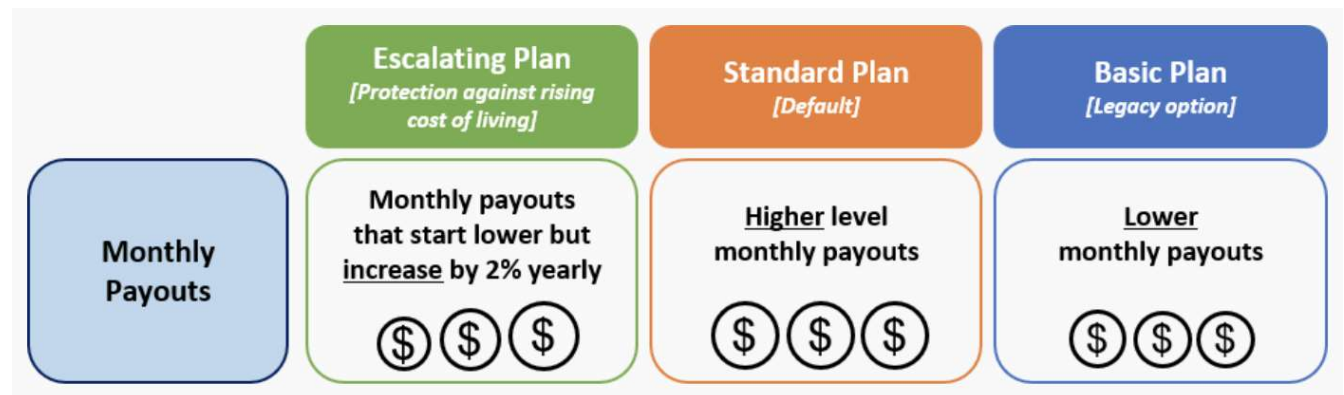 Escalating Plan
[Protection against rising
cost of living]
Standard Plan
[Default]
Basic Plan
[Legacy option]
Monthly
Payouts
Monthly payouts
that start lower but
increase by 2% yearly
$ $ $
Higher level
monthly payouts
$ $ $
Lower
monthly payouts
$ $ $